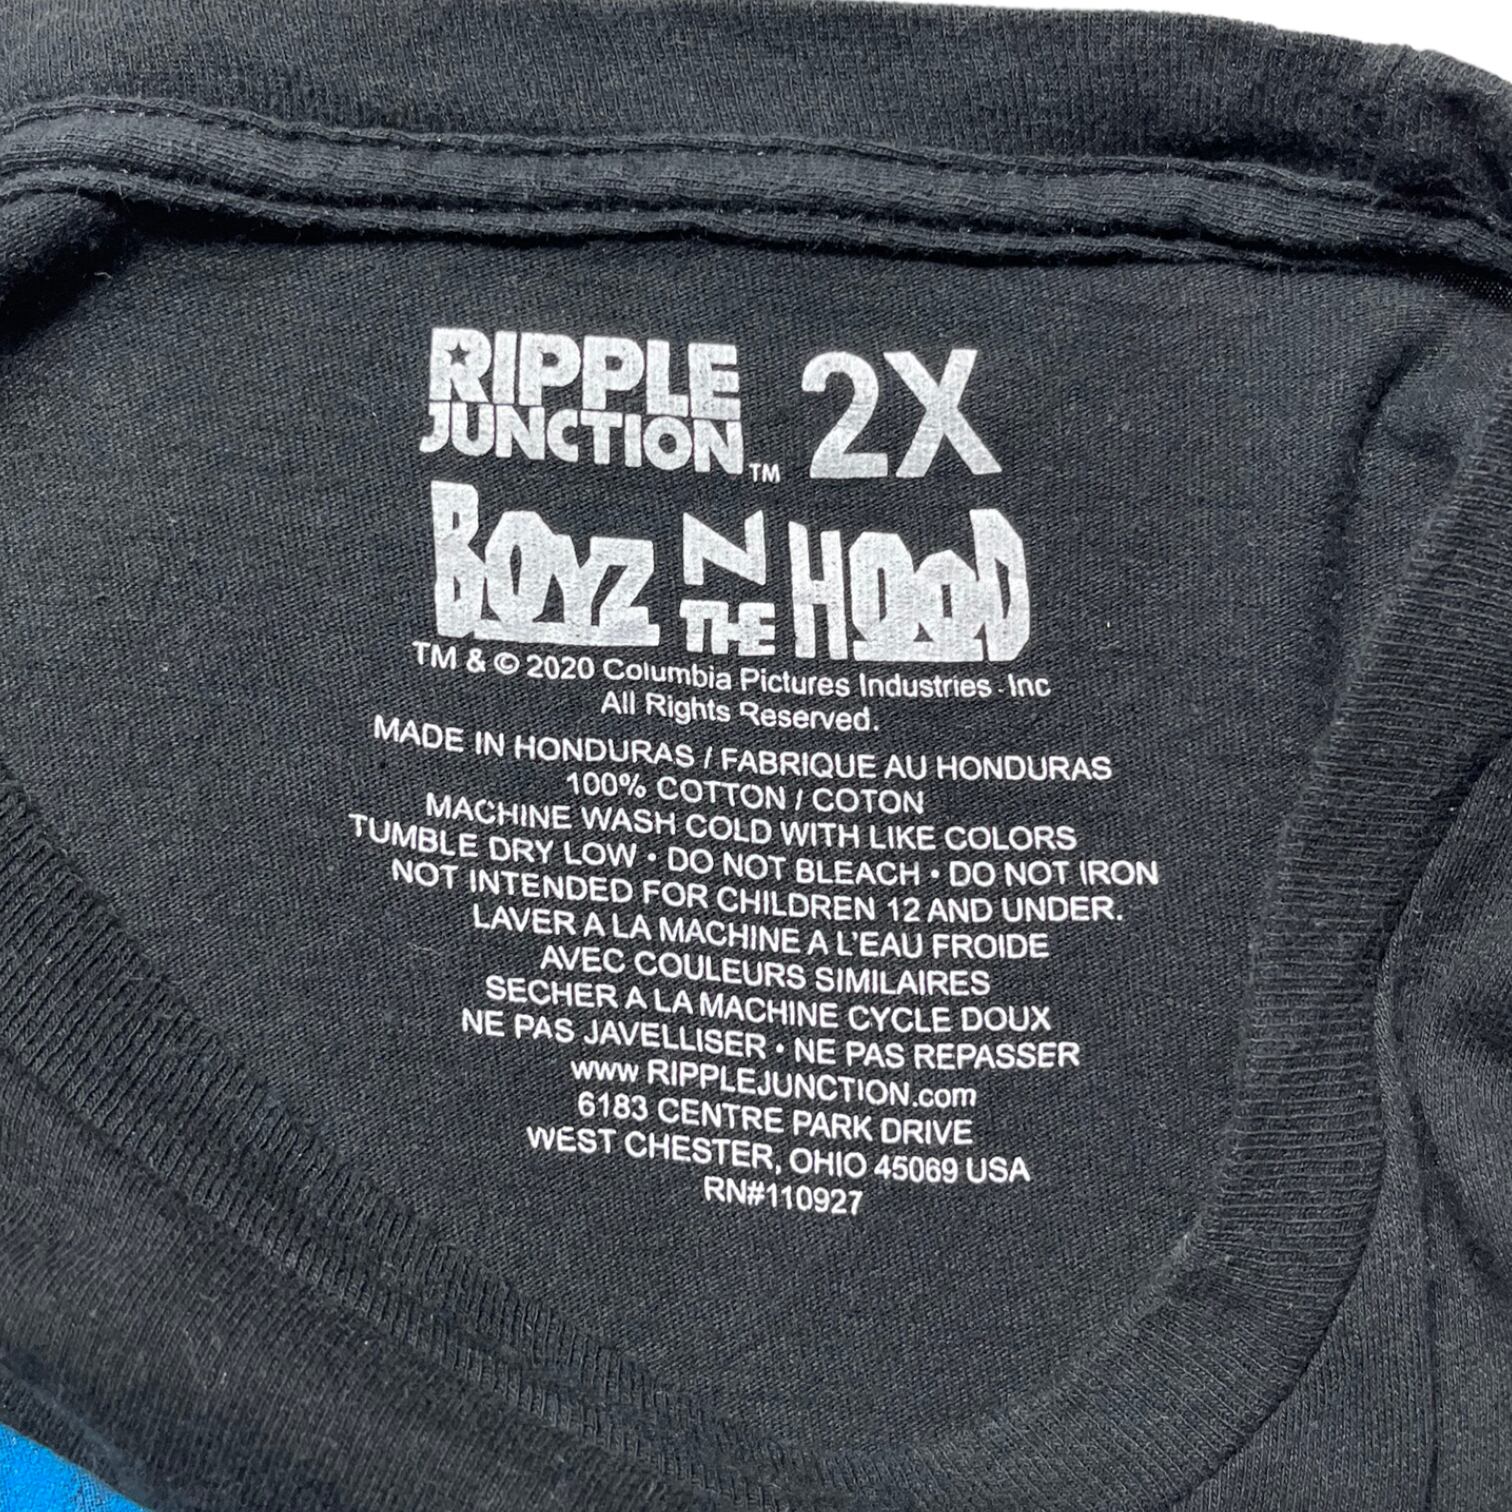 RIPPLE
JUNCTION™ 2X
BOYZ N THE HOOD
TM & © 2020 Columbia Pictures Industries, Inc
All Rights Reserved.
MADE IN HONDURAS / FABRIQUE AU HONDURAS
100% COTTON / COTON
MACHINE WASH COLD WITH LIKE COLORS
TUMBLE DRY LOW • DO NOT BLEACH • DO NOT IRON
NOT INTENDED FOR CHILDREN 12 AND UNDER.
LAVER A LA MACHINE A L'EAU FROIDE
AVEC COULEURS SIMILAIRES
SECHER A LA MACHINE CYCLE DOUX
NE PAS JAVELLISER • NE PAS REPASSER
www RIPPLEJUNCTION.com
6183 CENTRE PARK DRIVE
WEST CHESTER, OHIO 45069 USA
RN#110927